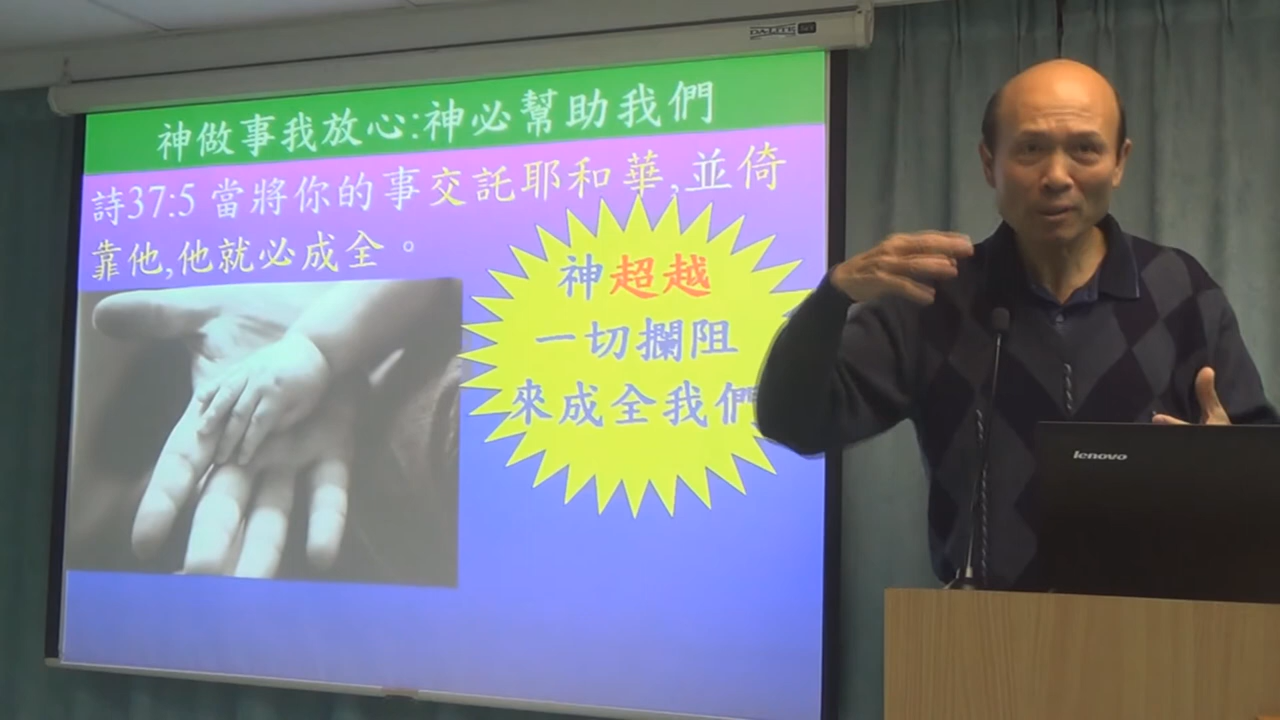 DA-LITE
神做事我放心:神必幫助我們
詩37:5 當將你的事交託耶和華,並倚
靠他,他就必成全。
神超越
一切攔阻
來成全我們
lenovo